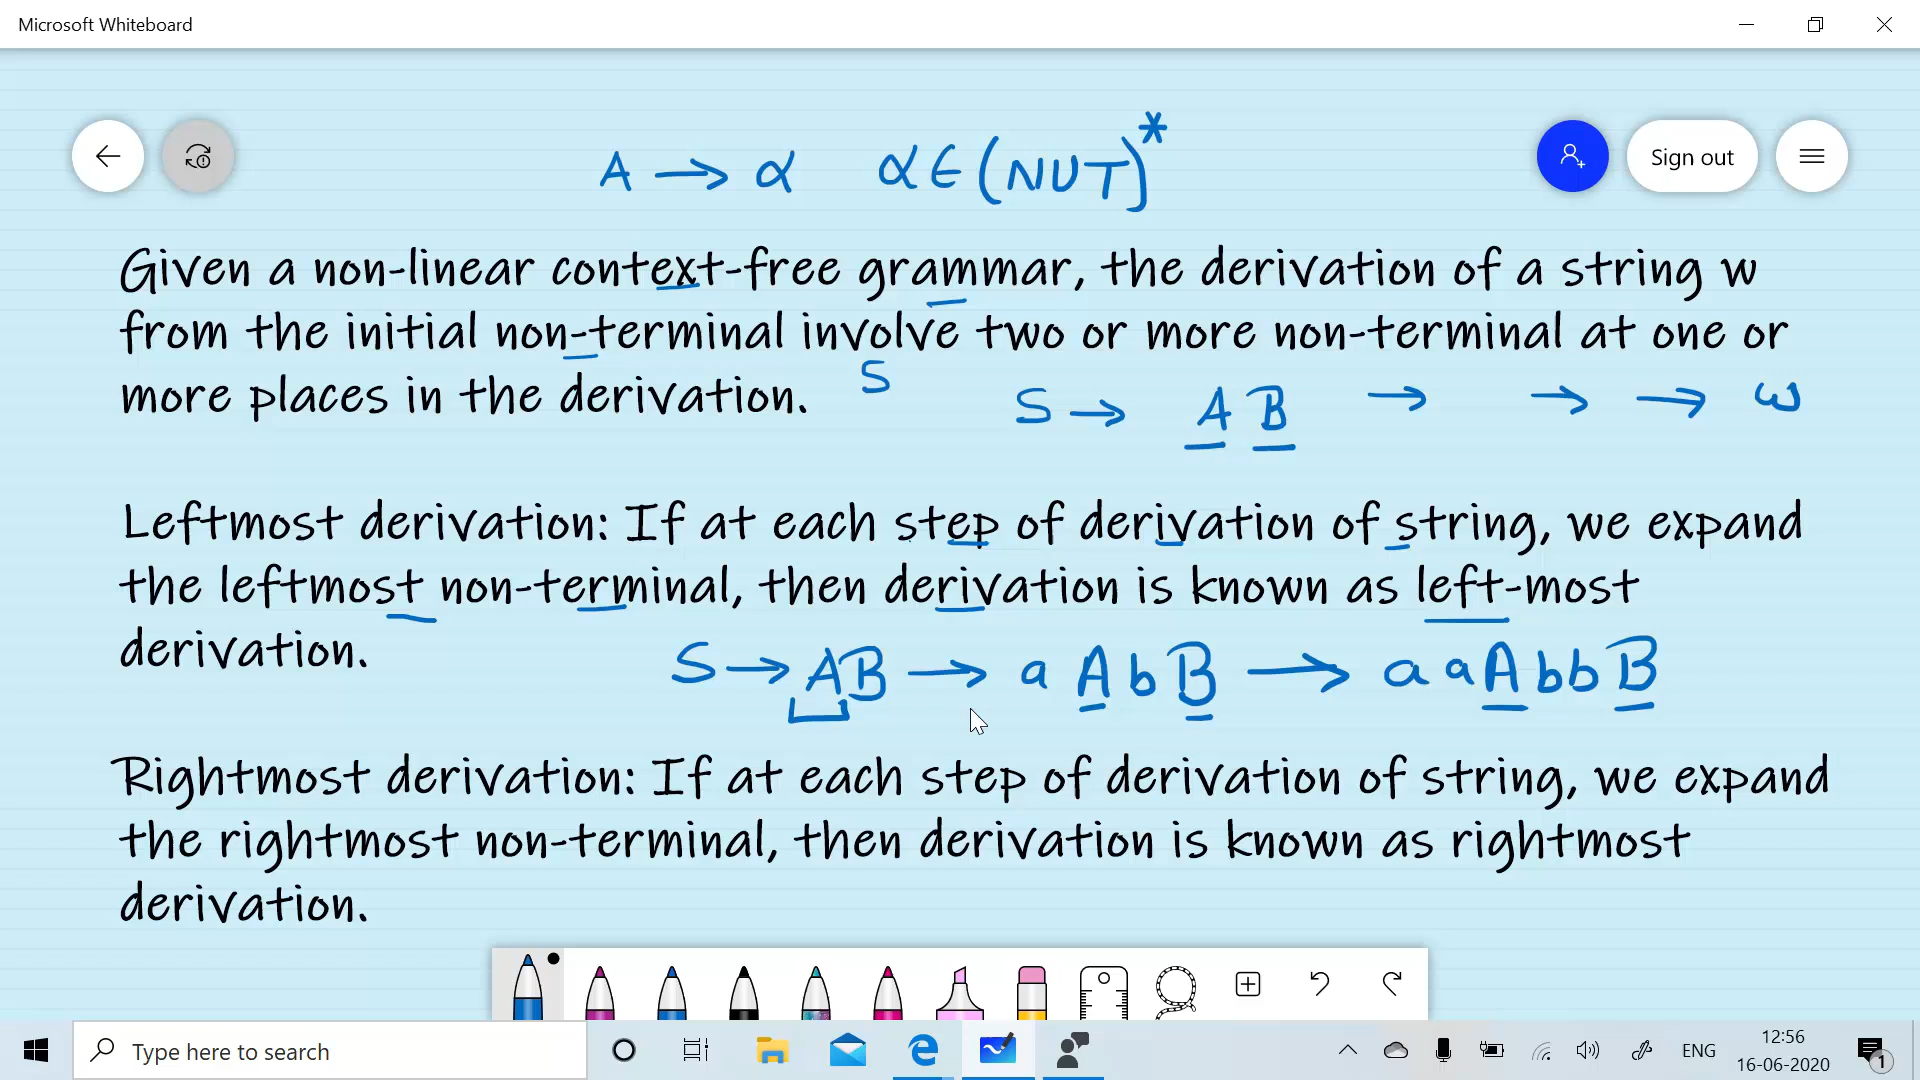 Microsoft Whiteboard
A → α α∈(NUT)*
Sign out
Given a non-linear context-free grammar, the derivation of a string w
from the initial non-terminal involve two or more non-terminal at one or
more places in the derivation.
S S → A B → → → ω
Leftmost derivation: If at each step of derivation of string, we expand
the leftmost non-terminal, then derivation is known as left-most
derivation.
S → AB → a A b B → a a A b b B
Rightmost derivation: If at each step of derivation of string, we expand
the rightmost non-terminal, then derivation is known as rightmost
derivation.
Type here to search
ENG
12:56
16-06-2020
1